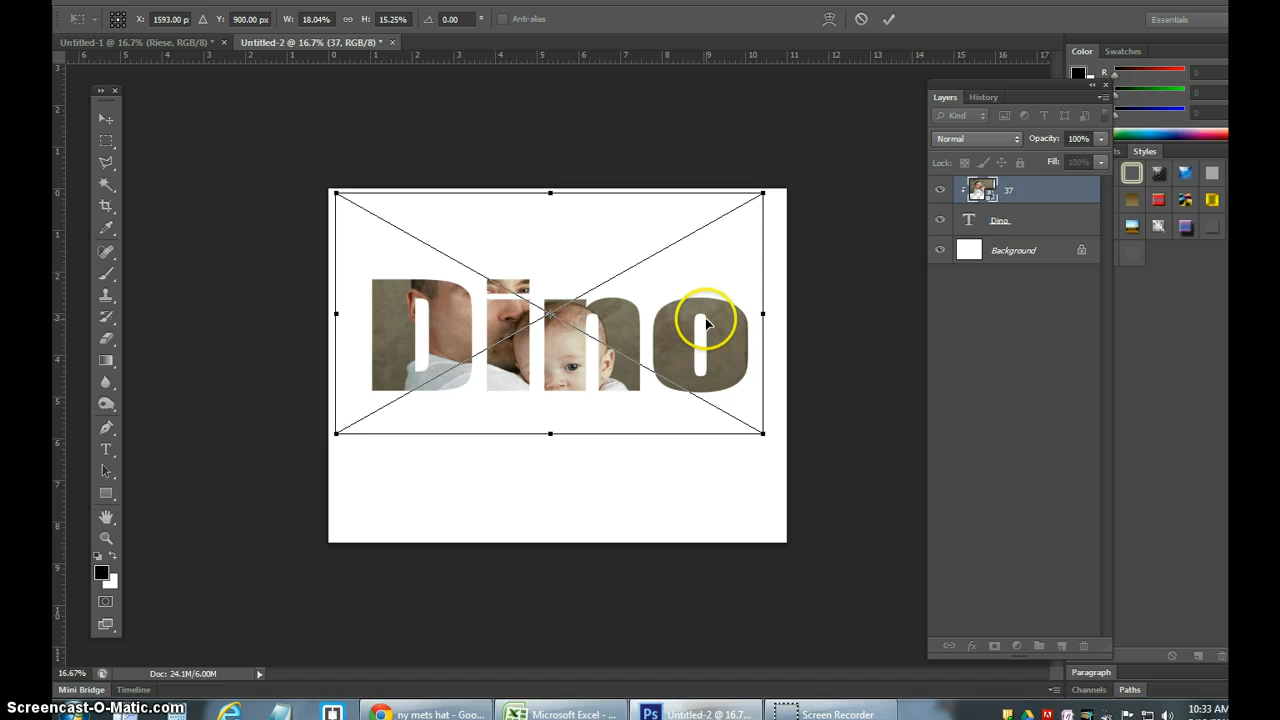 X: 1593.00 px Y: 900.00 px W: 18.04% H: 15.25% 0.00 ° Anti-alias Essentials
Untitled-1 @ 16.7% (Riese, RGB/8) * × Untitled-2 @ 16.7% (37, RGB/8) * ×
Color Swatches
R
Layers History
Kind
Normal Opacity: 100%
Lock: Fill: 100%
Styles
37
Dino
Background
Dino
16.67% Doc: 24.1M/6.00M
Paragraph
Mini Bridge Timeline
Channels Paths
Screencast-O-Matic.com
ny mets hat - Goo... Microsoft Excel - ... Untitled-2 @ 16.7... Screen Recorder
10:33 AM